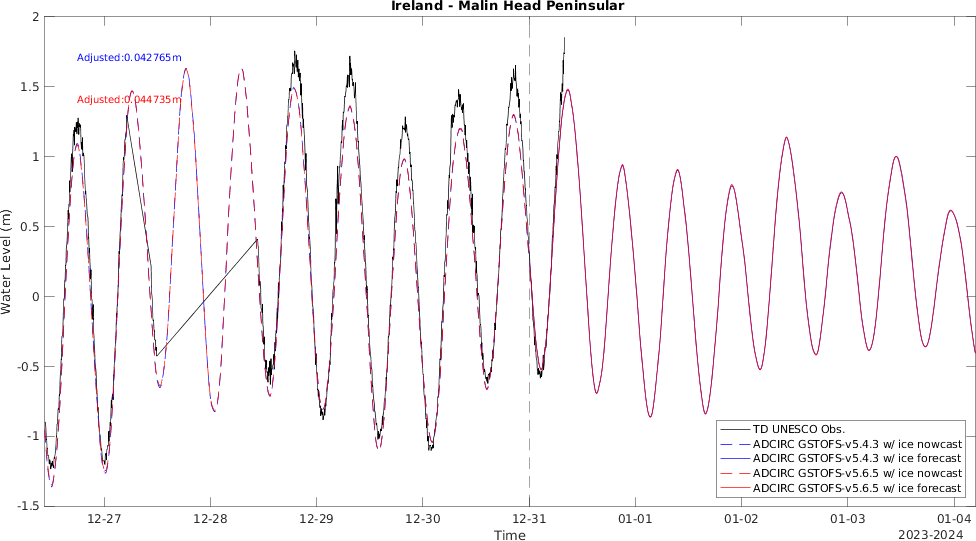 Ireland - Malin Head Peninsular
2
1.5
1
0.5
0
-0.5
-1
-1.5
Water Level (m)
Adjusted:0.042765m
Adjusted:0.044735m
TD UNESCO Obs.
ADCIRC GSTOFS-v5.4.3 w/ ice nowcast
ADCIRC GSTOFS-v5.4.3 w/ ice forecast
ADCIRC GSTOFS-v5.6.5 w/ ice nowcast
ADCIRC GSTOFS-v5.6.5 w/ ice forecast
12-27 12-28 12-29 12-30 12-31 01-01 01-02 01-03 01-04
Time
2023-2024